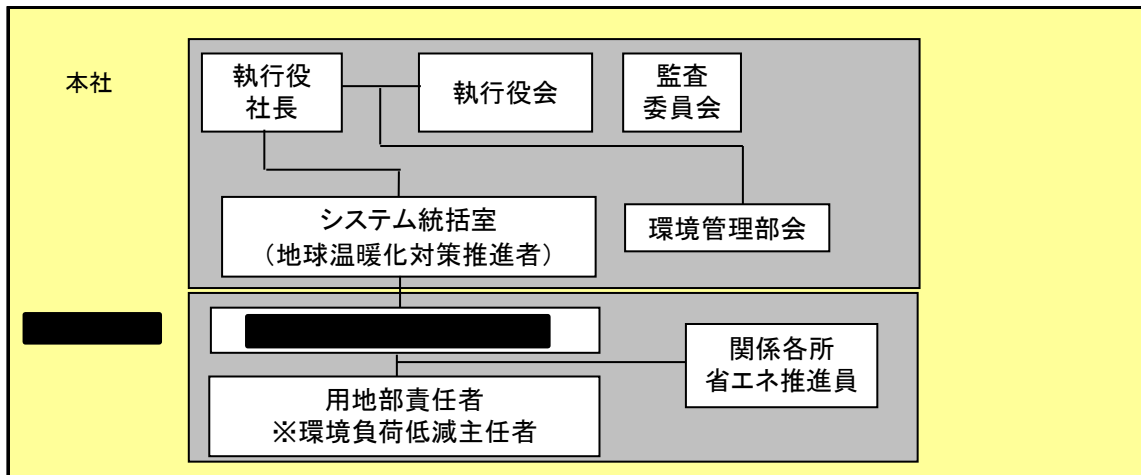 本社
執行役
社長
執行役会
監査
委員会
システム統括室
（地球温暖化対策推進者）
環境管理部会
関係各所
省エネ推進員
用地部責任者
※環境負荷低減主任者